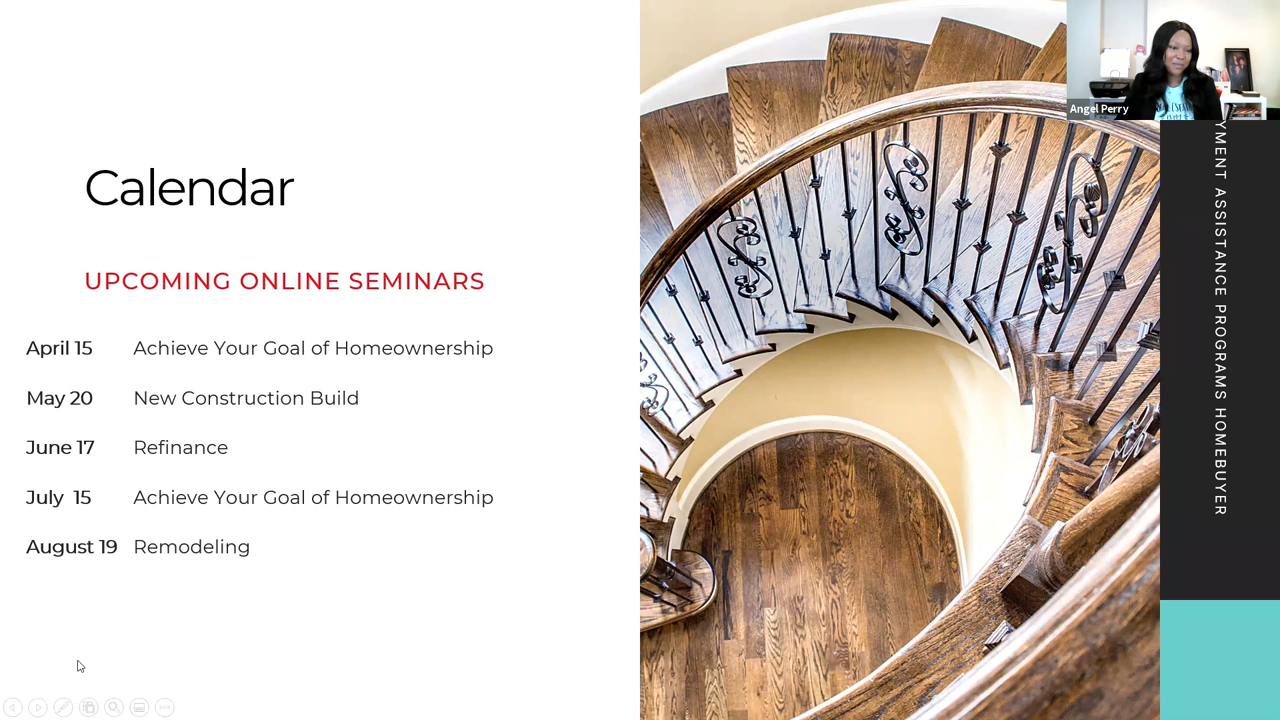 Calendar
UPCOMING ONLINE SEMINARS
April 15 Achieve Your Goal of Homeownership
May 20 New Construction Build
June 17 Refinance
July 15 Achieve Your Goal of Homeownership
August 19 Remodeling
Angel Perry
ASSISTANCE PROGRAMS HOMEBUYER